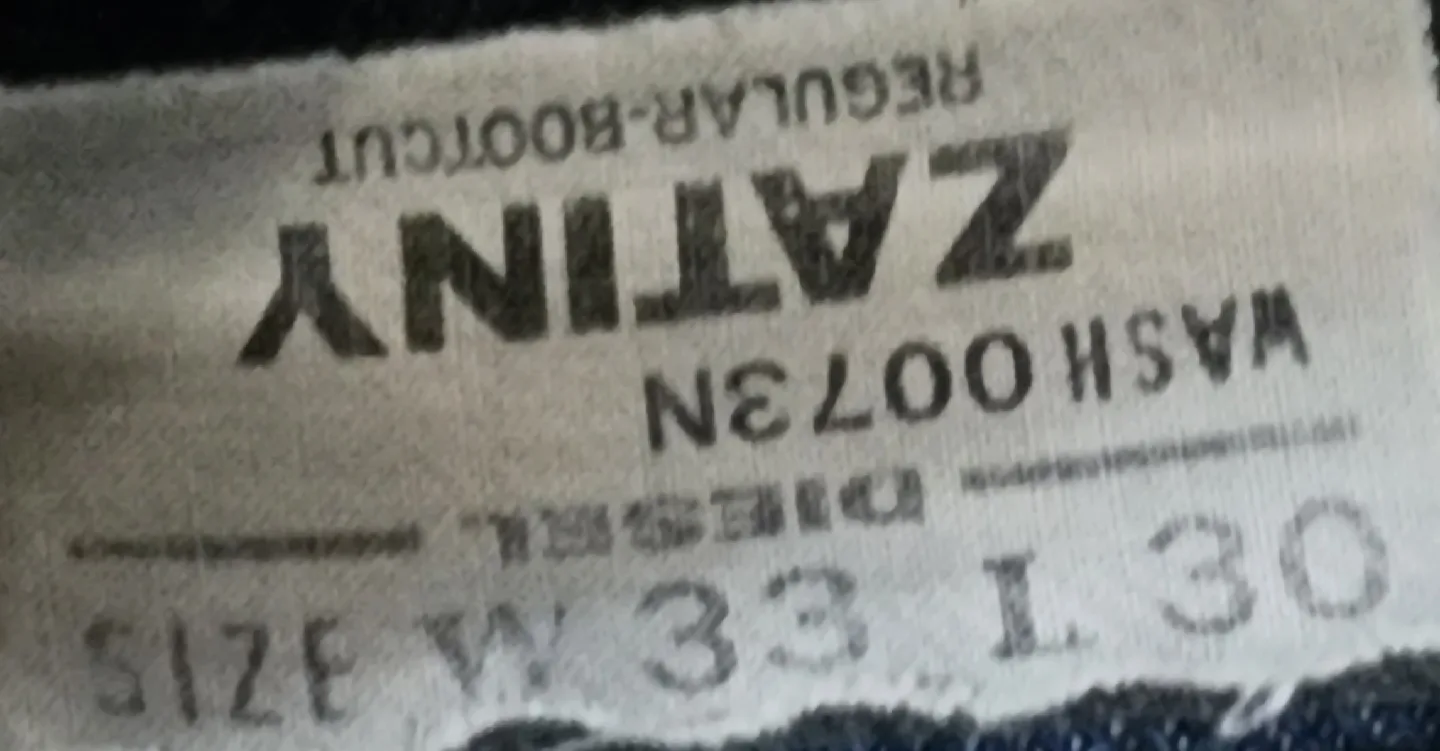 REGULAR-BOOTCUT
ZATINY
WASH 0073N
DIESEL
SIZE W 33 L 30